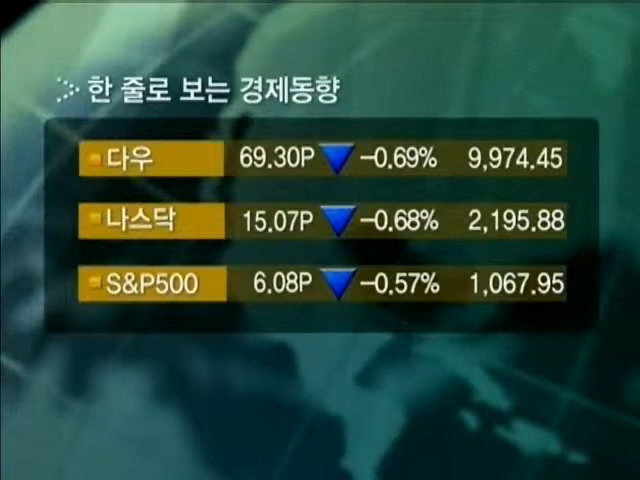 한 줄로 보는 경제동향
다우 69.30P ▼ -0.69% 9,974.45
나스닥 15.07P ▼ -0.68% 2,195.88
S&P500 6.08P ▼ -0.57% 1,067.95